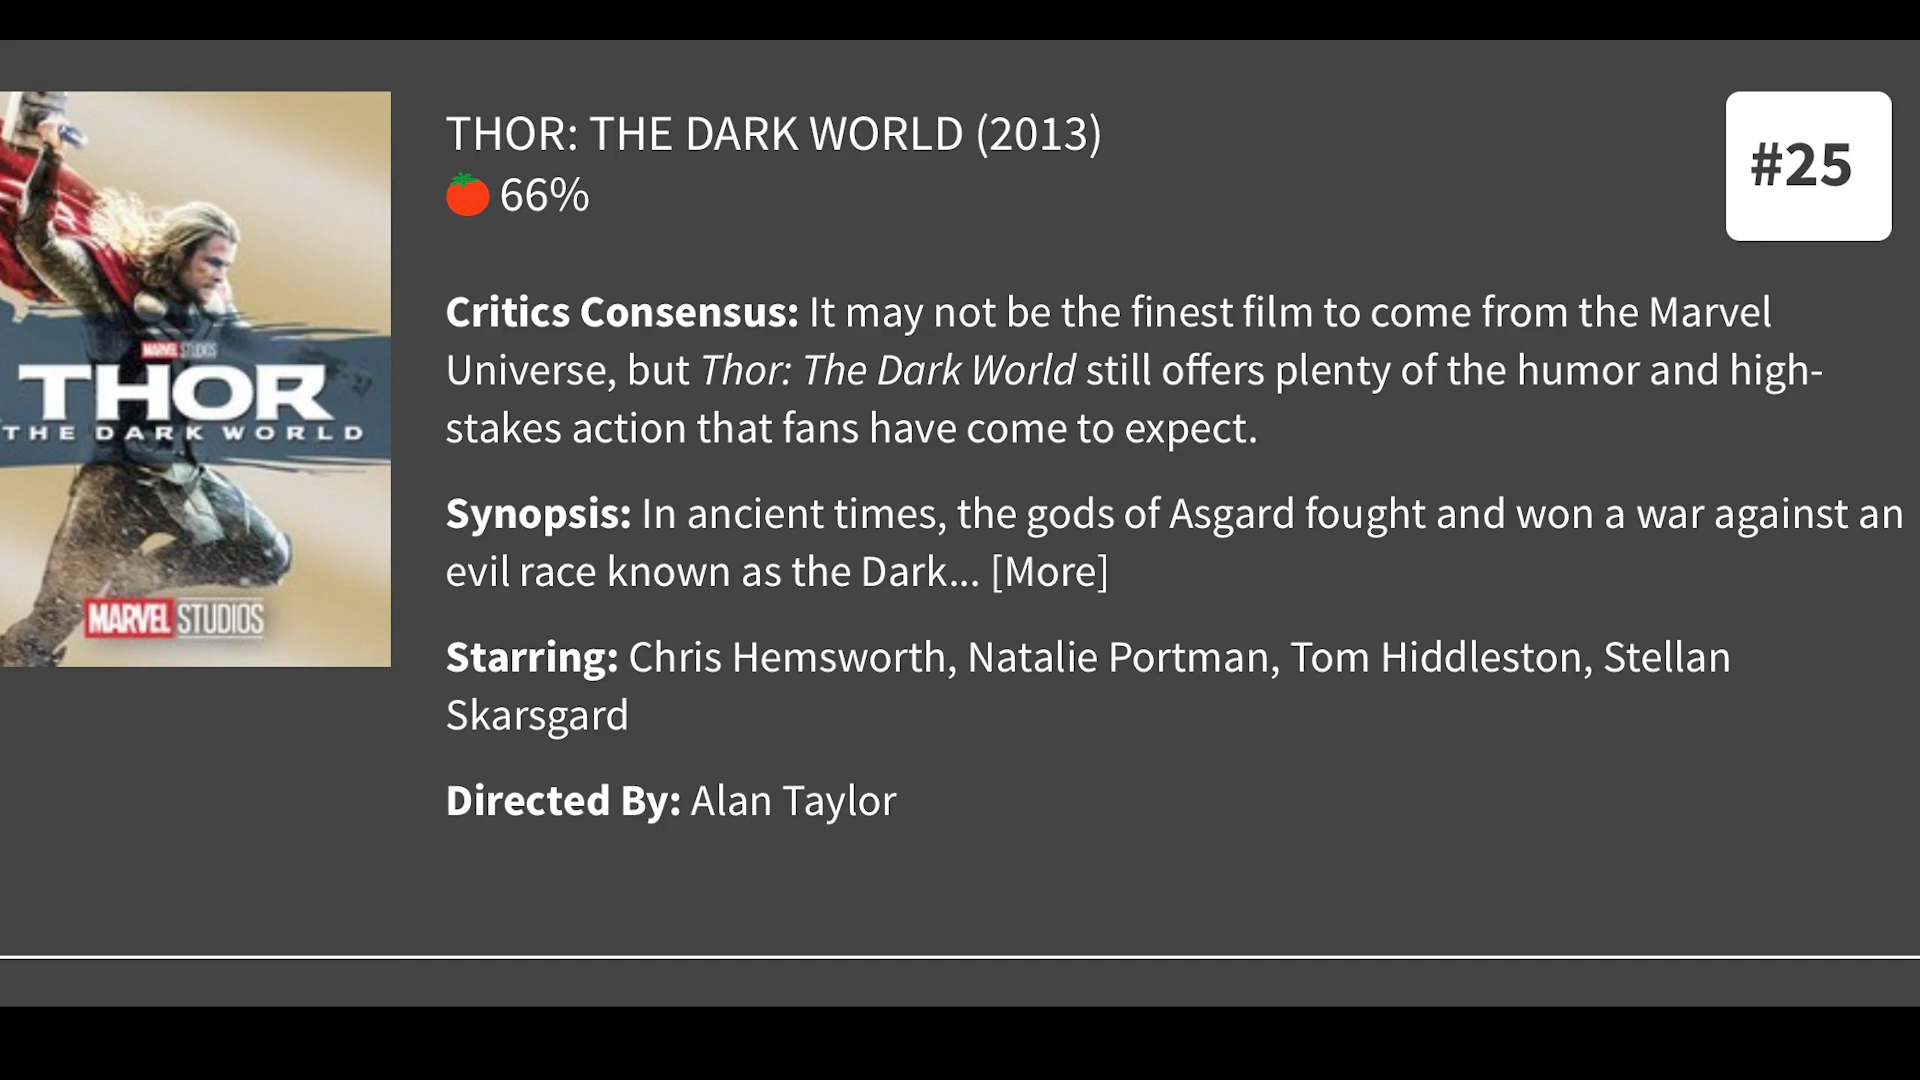 THOR: THE DARK WORLD (2013)
66%
#25
Critics Consensus: It may not be the finest film to come from the Marvel
Universe, but Thor: The Dark World still offers plenty of the humor and high-
stakes action that fans have come to expect.
Synopsis: In ancient times, the gods of Asgard fought and won a war against an
evil race known as the Dark... [More]
Starring: Chris Hemsworth, Natalie Portman, Tom Hiddleston, Stellan
Skarsgard
Directed By: Alan Taylor
MARVEL STUDIOS
THOR
THE DARK WORLD
MARVEL STUDIOS